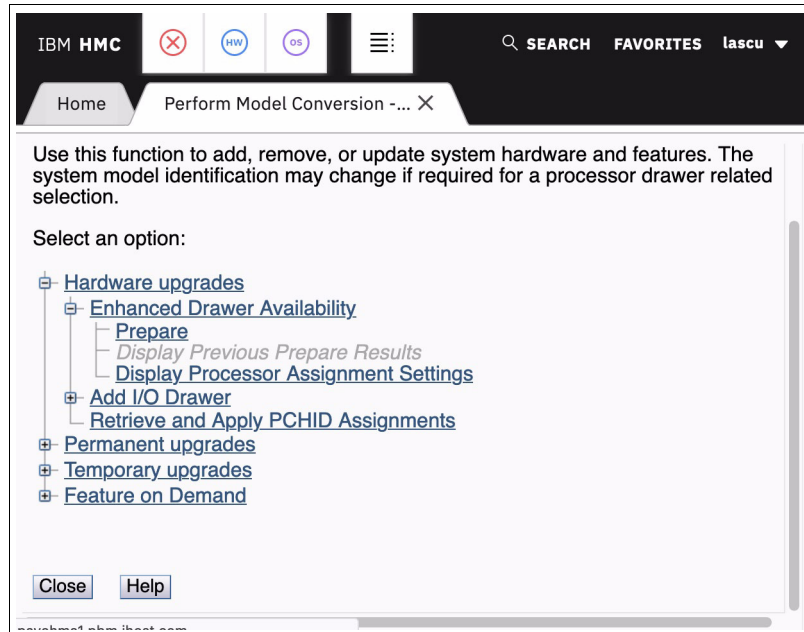 IBM HMC
HW
OS
SEARCH FAVORITES lascu
Home
Perform Model Conversion -...
Use this function to add, remove, or update system hardware and features. The
system model identification may change if required for a processor drawer related
selection.
Select an option:
Hardware upgrades
Enhanced Drawer Availability
Prepare
Display Previous Prepare Results
Display Processor Assignment Settings
Add I/O Drawer
Retrieve and Apply PCHID Assignments
Permanent upgrades
Temporary upgrades
Feature on Demand
Close Help